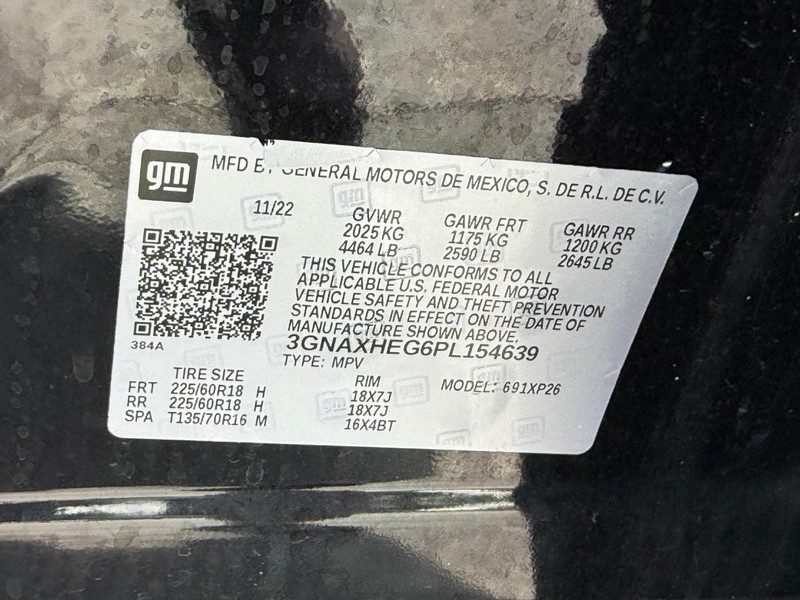 gm MFD BY GENERAL MOTORS DE MEXICO, S. DE R.L. DE C.V.
11/22 GVWR GAWR FRT GAWR RR
2025 KG 1175 KG 1200 KG
4464 LB 2590 LB 2645 LB
THIS VEHICLE CONFORMS TO ALL
APPLICABLE U.S. FEDERAL MOTOR
VEHICLE SAFETY AND THEFT PREVENTION
STANDARDS IN EFFECT ON THE DATE OF
MANUFACTURE SHOWN ABOVE.
384A 3GNAXHEG6PL154639
TYPE: MPV
TIRE SIZE RIM MODEL: 691XP26
FRT 225/60R18 H 18X7J
RR 225/60R18 H 18X7J
SPA T135/70R16 M 16X4BT